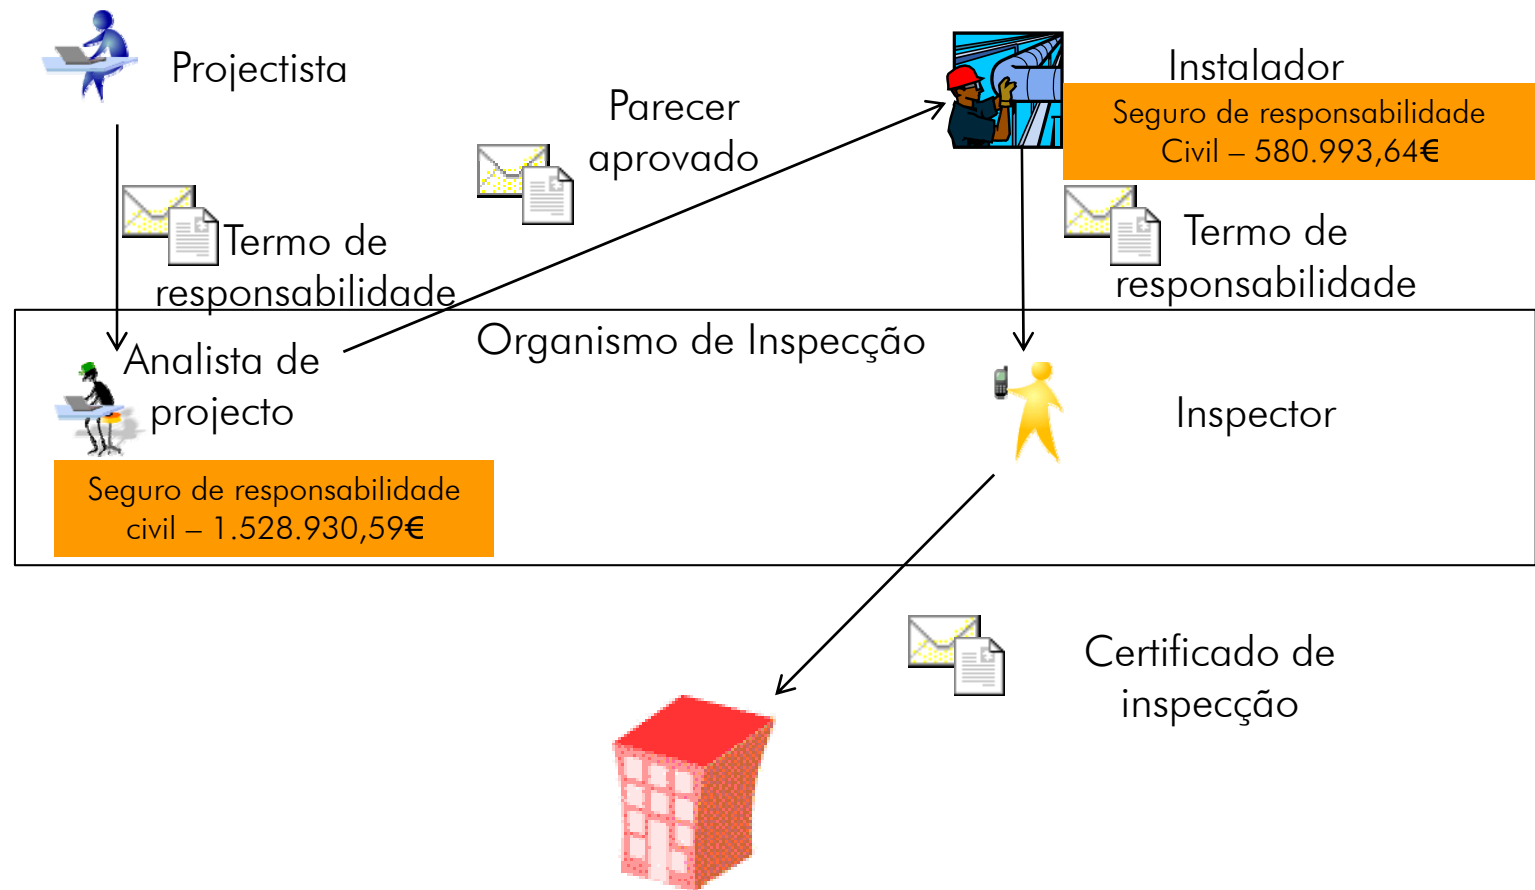 Projectista
Instalador
Seguro de responsabilidade
Civil – 580.993,64€
Parecer
aprovado
Termo de
responsabilidade
Termo de
responsabilidade
Organismo de Inspecção
Analista de
projecto
Inspector
Seguro de responsabilidade
civil – 1.528.930,59€
Certificado de
inspecção